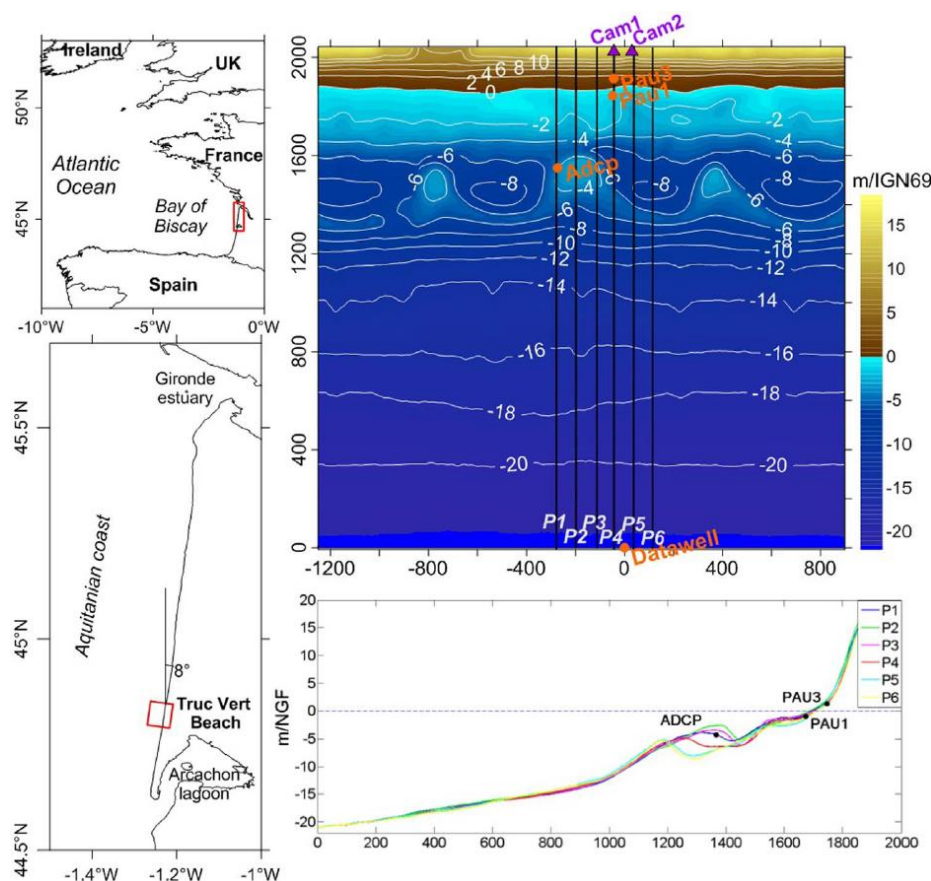 Ireland
UK
50°N
France
Atlantic
Ocean
Bay of
Biscay
45°N
Spain
-10°W
-5°W
0°W
Gironde
estuary
45.5°N
Aquitanian coast
45°N
8°
Truc Vert
Beach
Arcachon
lagoon
44.5°N
-1.4°W
-1.2°W
-1°W
Cam1
Cam2
2000
1600
1200
800
400
0
2 4 6 8 10
0
Pau3
Pau1
-2
-2
-4
-4
-6
-6
Adcp
-6
-8
-4
-8
-6
-8
-6
-6
-8
-8
-10
-10
-12
-12
-14
-14
-16
-16
-18
-18
-20
-20
P1
P2
P3
P4
P5
P6
Datawell
-1200
-800
-400
0
400
800
m/IGN69
15
10
5
0
-5
-10
-15
-20
m/NGF
20
15
10
5
0
-5
-10
-15
-20
ADCP
PAU3
PAU1
P1
P2
P3
P4
P5
P6
0 200 400 600 800 1000 1200 1400 1600 1800 2000